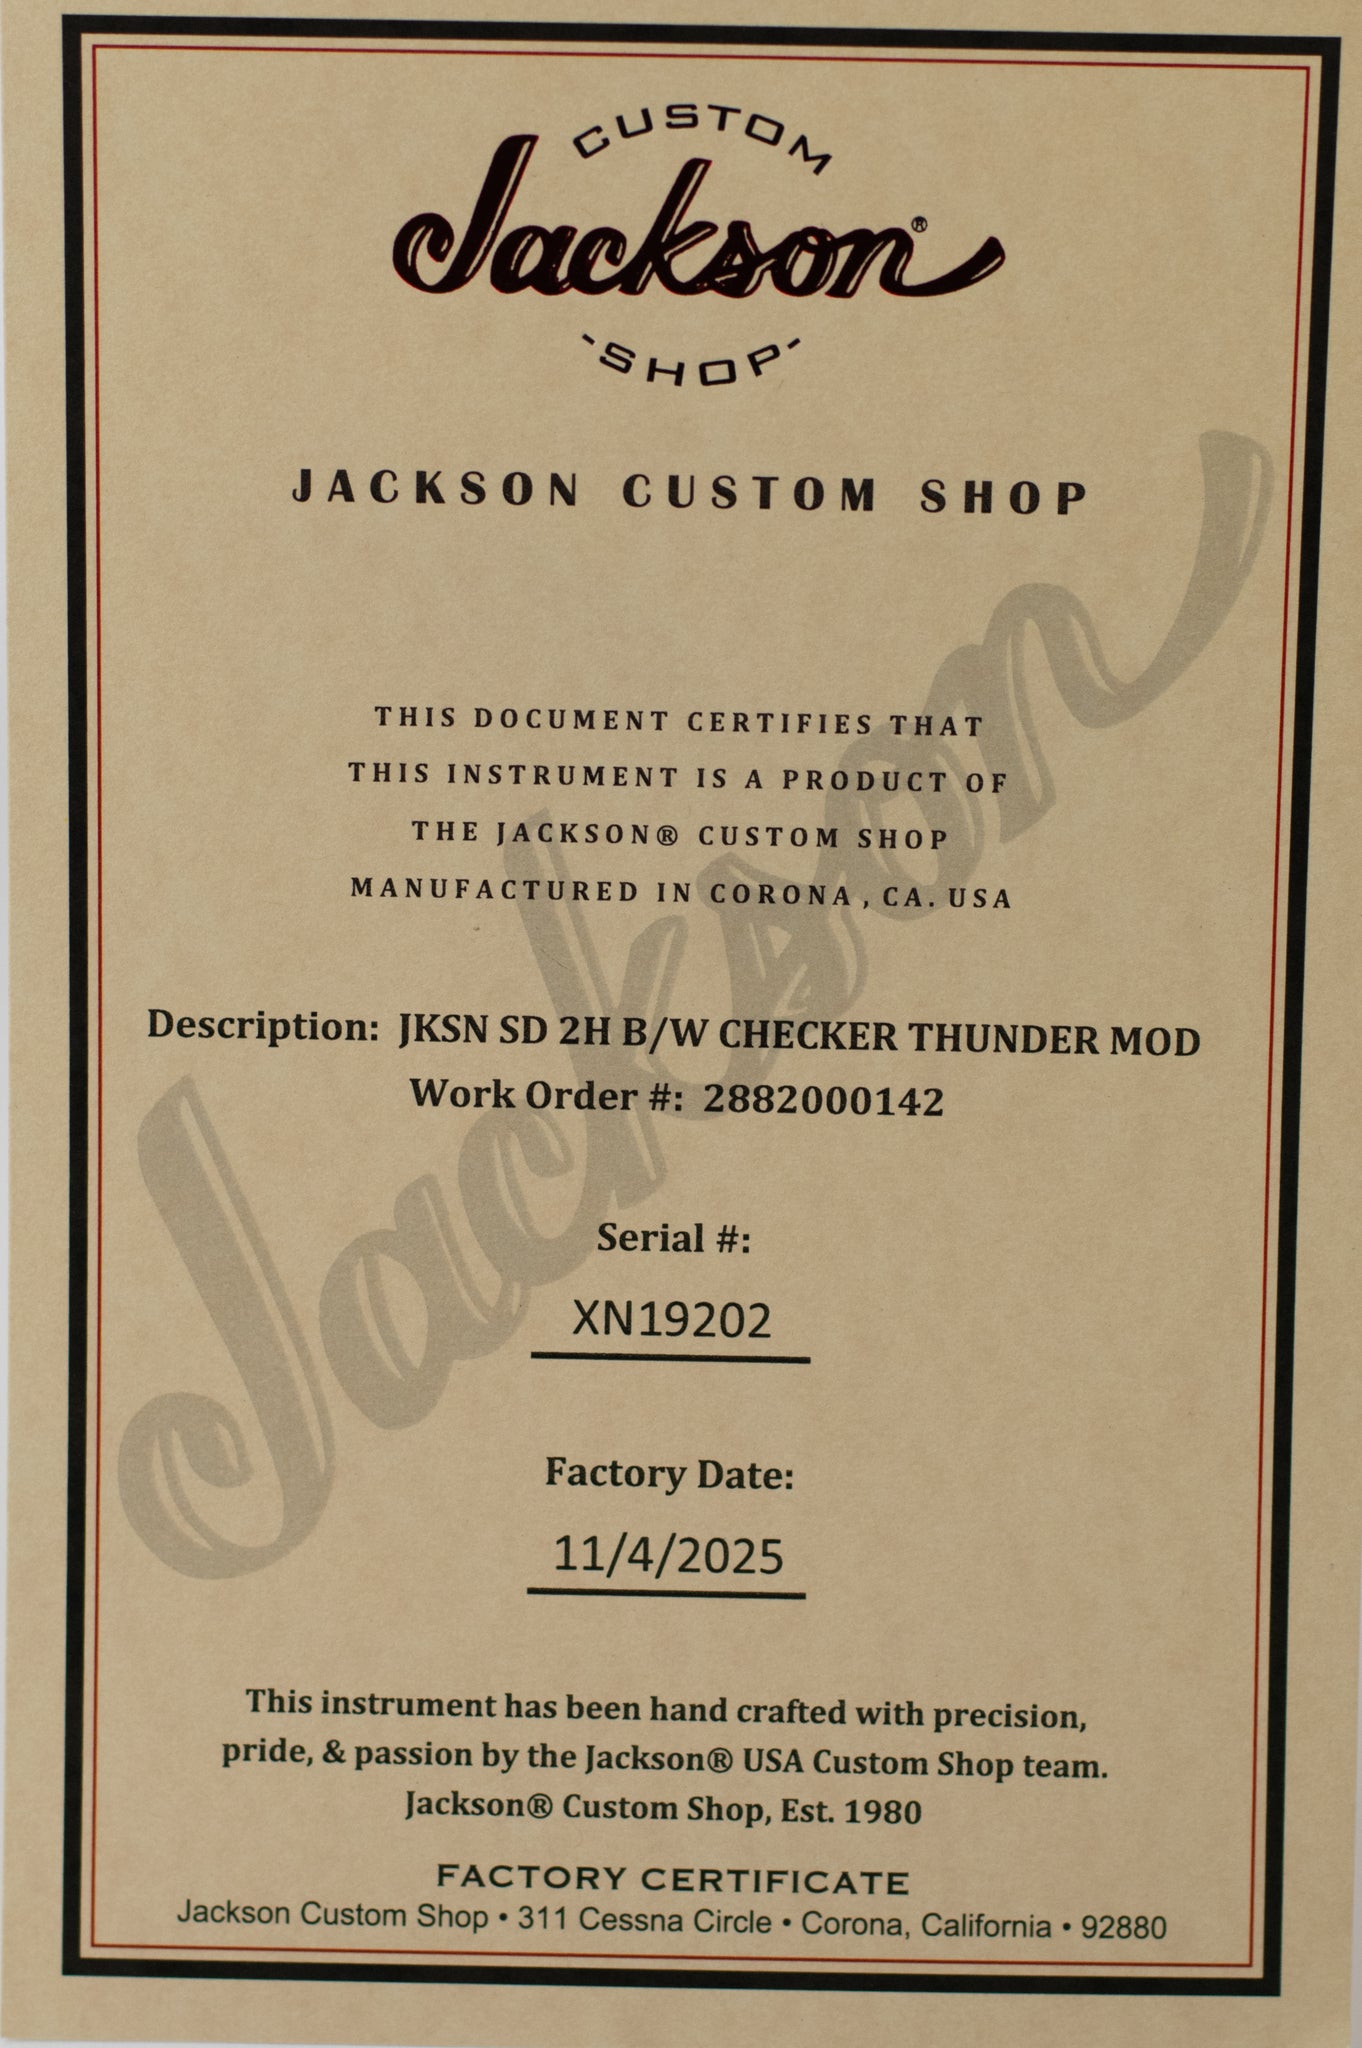 CUSTOM
Jackson®
-SHOP-
JACKSON CUSTOM SHOP
THIS DOCUMENT CERTIFIES THAT
THIS INSTRUMENT IS A PRODUCT OF
THE JACKSON® CUSTOM SHOP
MANUFACTURED IN CORONA, CA. USA
Jackson
Description: JKSN SD 2H B/W CHECKER THUNDER MOD
Work Order #: 2882000142
Serial #:
XN19202
Factory Date:
11/4/2025
This instrument has been hand crafted with precision,
pride, & passion by the Jackson® USA Custom Shop team.
Jackson® Custom Shop, Est. 1980
FACTORY CERTIFICATE
Jackson Custom Shop • 311 Cessna Circle • Corona, California • 92880